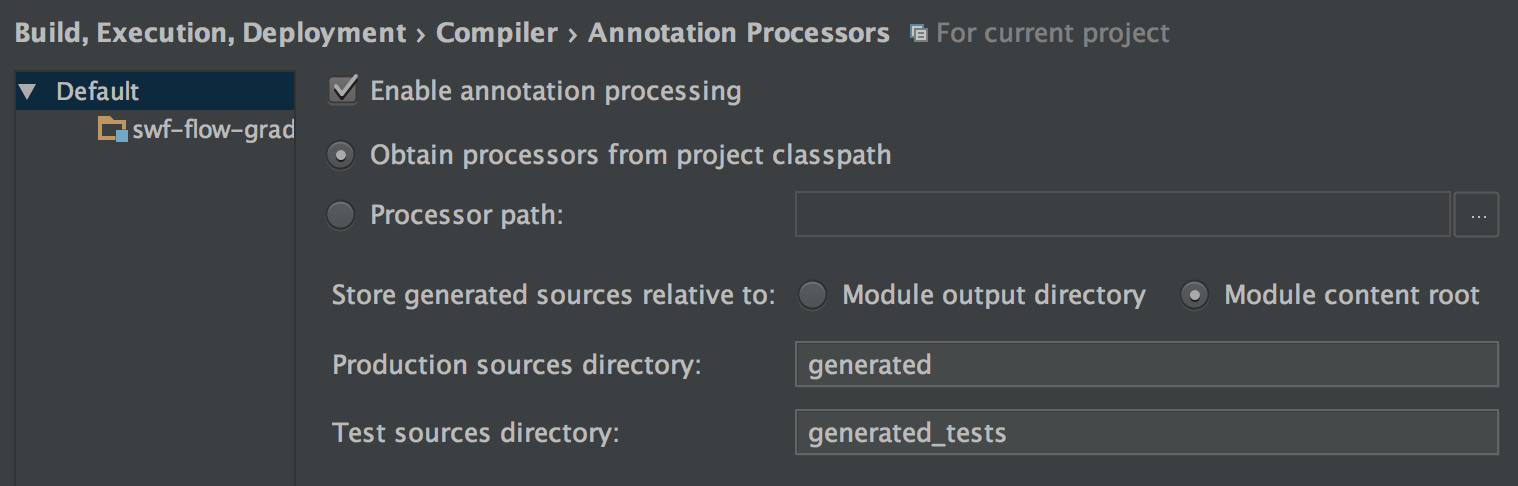 Build, Execution, Deployment › Compiler › Annotation Processors For current project
Default
swf-flow-grad
Enable annotation processing
Obtain processors from project classpath
Processor path:
...
Store generated sources relative to: Module output directory Module content root
Production sources directory: generated
Test sources directory: generated_tests